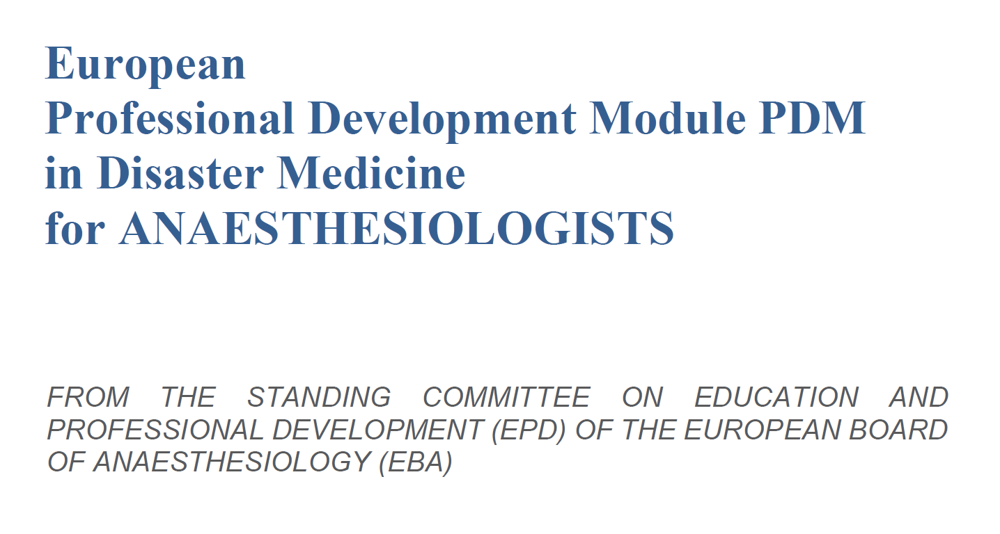 European
Professional Development Module PDM
in Disaster Medicine
for ANAESTHESIOLOGISTS
FROM THE STANDING COMMITTEE ON EDUCATION AND
PROFESSIONAL DEVELOPMENT (EPD) OF THE EUROPEAN BOARD
OF ANAESTHESIOLOGY (EBA)